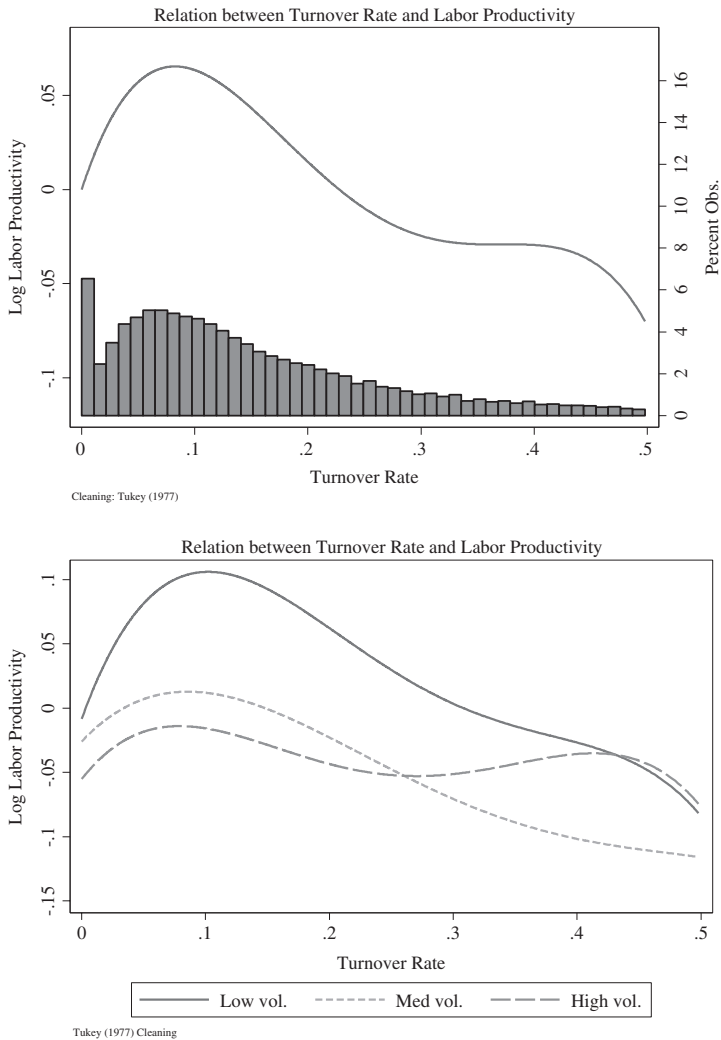 Relation between Turnover Rate and Labor Productivity
Log Labor Productivity
.05
0
-.05
-.1
16
14
12
10
8
6
4
2
0
Percent Obs.
0 .1 .2 .3 .4 .5
Turnover Rate
Cleaning: Tukey (1977)
Relation between Turnover Rate and Labor Productivity
Log Labor Productivity
.1
.05
0
-.05
-.1
-.15
0 .1 .2 .3 .4 .5
Turnover Rate
Low vol. Med vol. High vol.
Tukey (1977) Cleaning